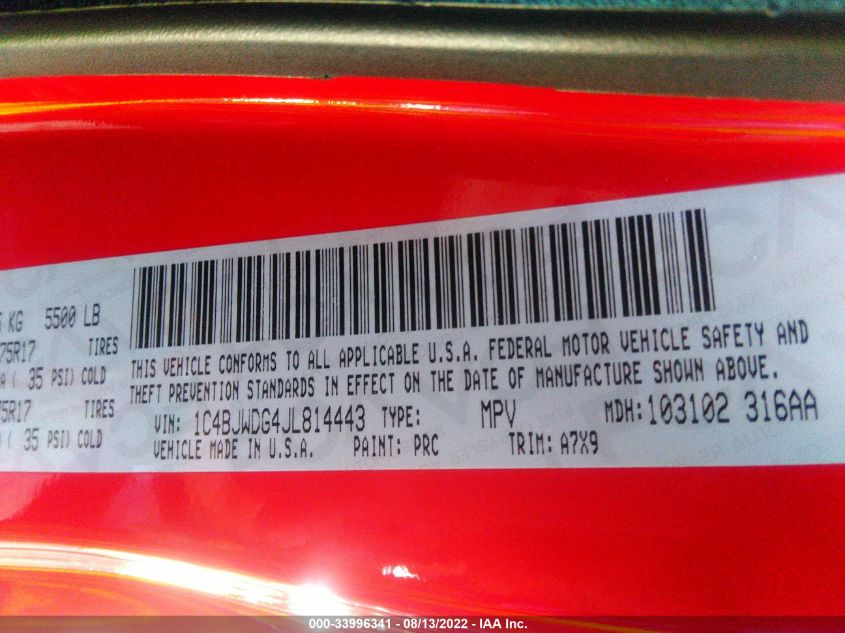 KG 5500 LB
75R17 TIRES
( 35 PSI) COLD
75R17 TIRES
( 35 PSI) COLD
THIS VEHICLE CONFORMS TO ALL APPLICABLE U.S.A. FEDERAL MOTOR VEHICLE SAFETY AND
THEFT PREVENTION STANDARDS IN EFFECT ON THE DATE OF MANUFACTURE SHOWN ABOVE.
VIN: 1C4BJWDG4JL814443 TYPE: MPV MDH:103102 316AA
VEHICLE MADE IN U.S.A. PAINT: PRC TRIM: A7X9
000-33996341 - 08/13/2022 - IAA Inc.